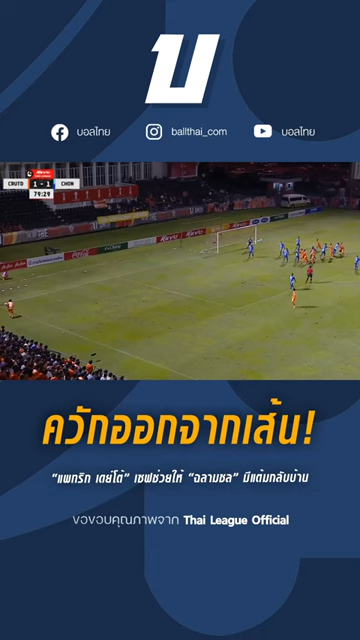 บ
บอลไทย
ballthai_com
บอลไทย
CRUTD 1 - 1 CHON
79:29
ควักออกจากเส้น!
"แพทริก เดย์โต้" เซฟช่วยให้ "ฉลามชล" มีแต้มกลับบ้าน
ขอขอบคุณภาพจาก Thai League Official